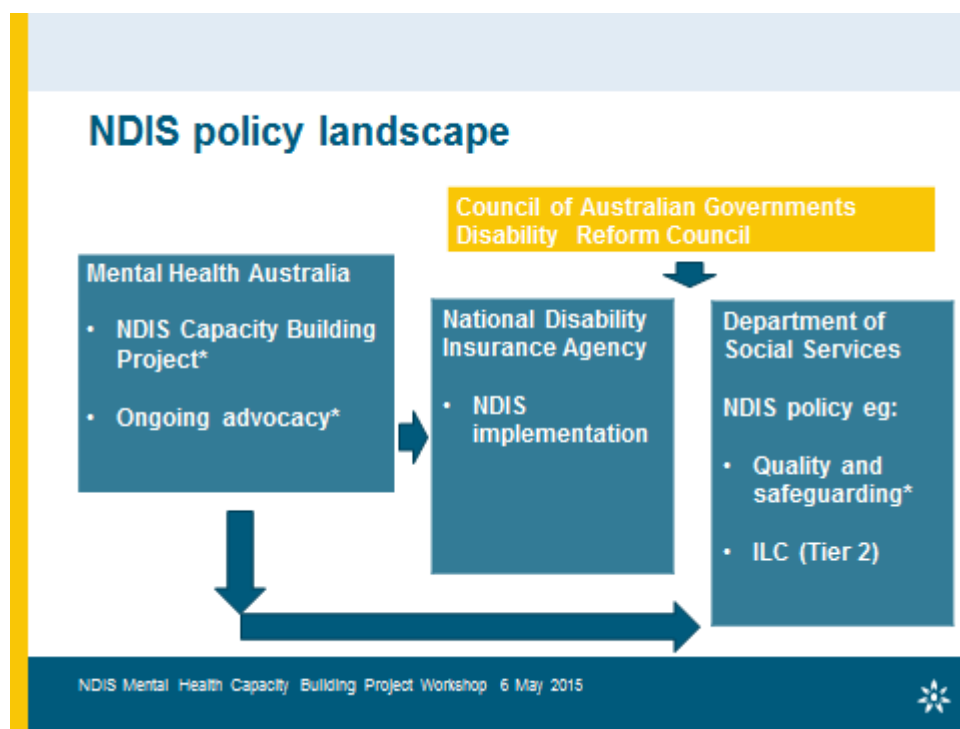 NDIS policy landscape
Council of Australian Governments
Disability Reform Council
Mental Health Australia
• NDIS Capacity Building
Project*
• Ongoing advocacy*
National Disability
Insurance Agency
• NDIS
implementation
Department of
Social Services
NDIS policy eg:
• Quality and
safeguarding*
• ILC (Tier 2)
NDIS Mental Health Capacity Building Project Workshop 6 May 2015